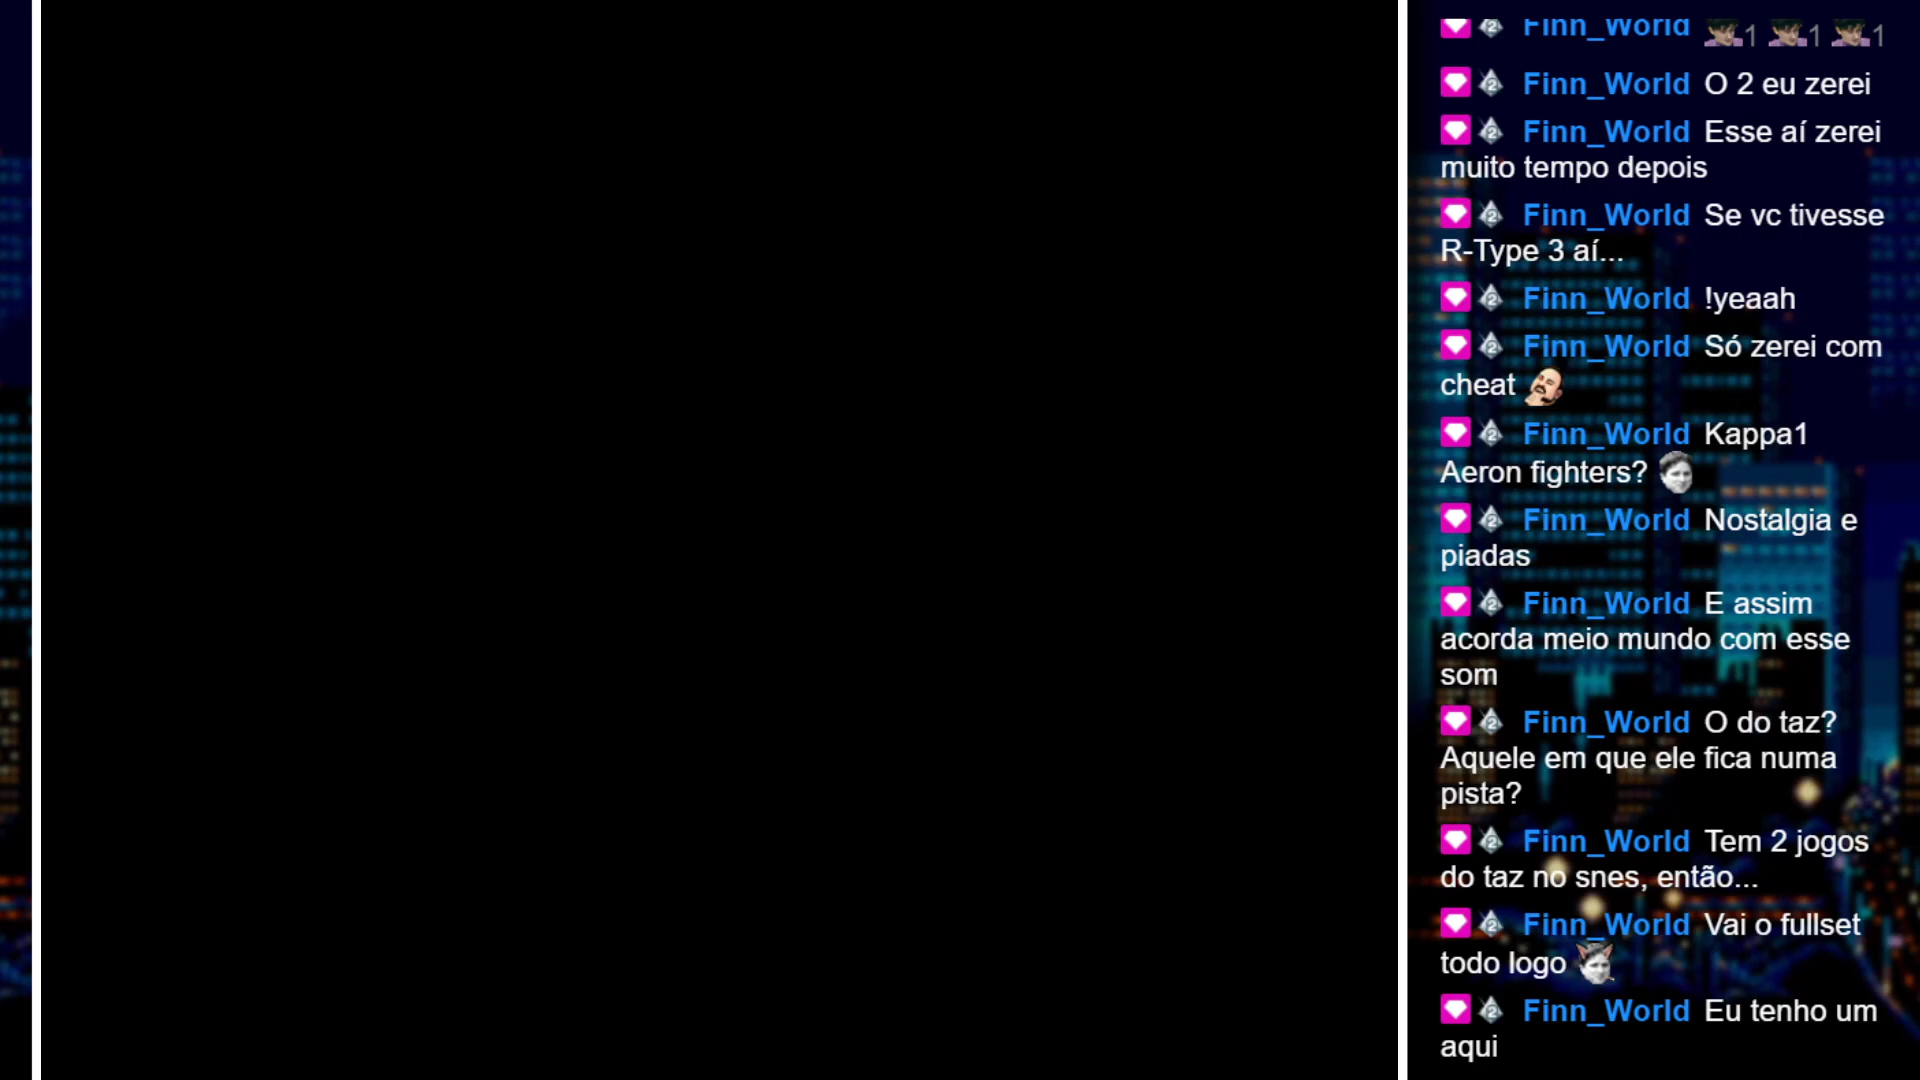 Finn_World 1 1 1
Finn_World O 2 eu zerei
Finn_World Esse aí zerei
muito tempo depois
Finn_World Se vc tivesse
R-Type 3 aí...
Finn_World !yeaah
Finn_World Só zerei com
cheat
Finn_World Kappa1
Aeron fighters?
Finn_World Nostalgia e
piadas
Finn_World E assim
acorda meio mundo com esse
som
Finn_World O do taz?
Aquele em que ele fica numa
pista?
Finn_World Tem 2 jogos
do taz no snes, então...
Finn_World Vai o fullset
todo logo
Finn_World Eu tenho um
aqui